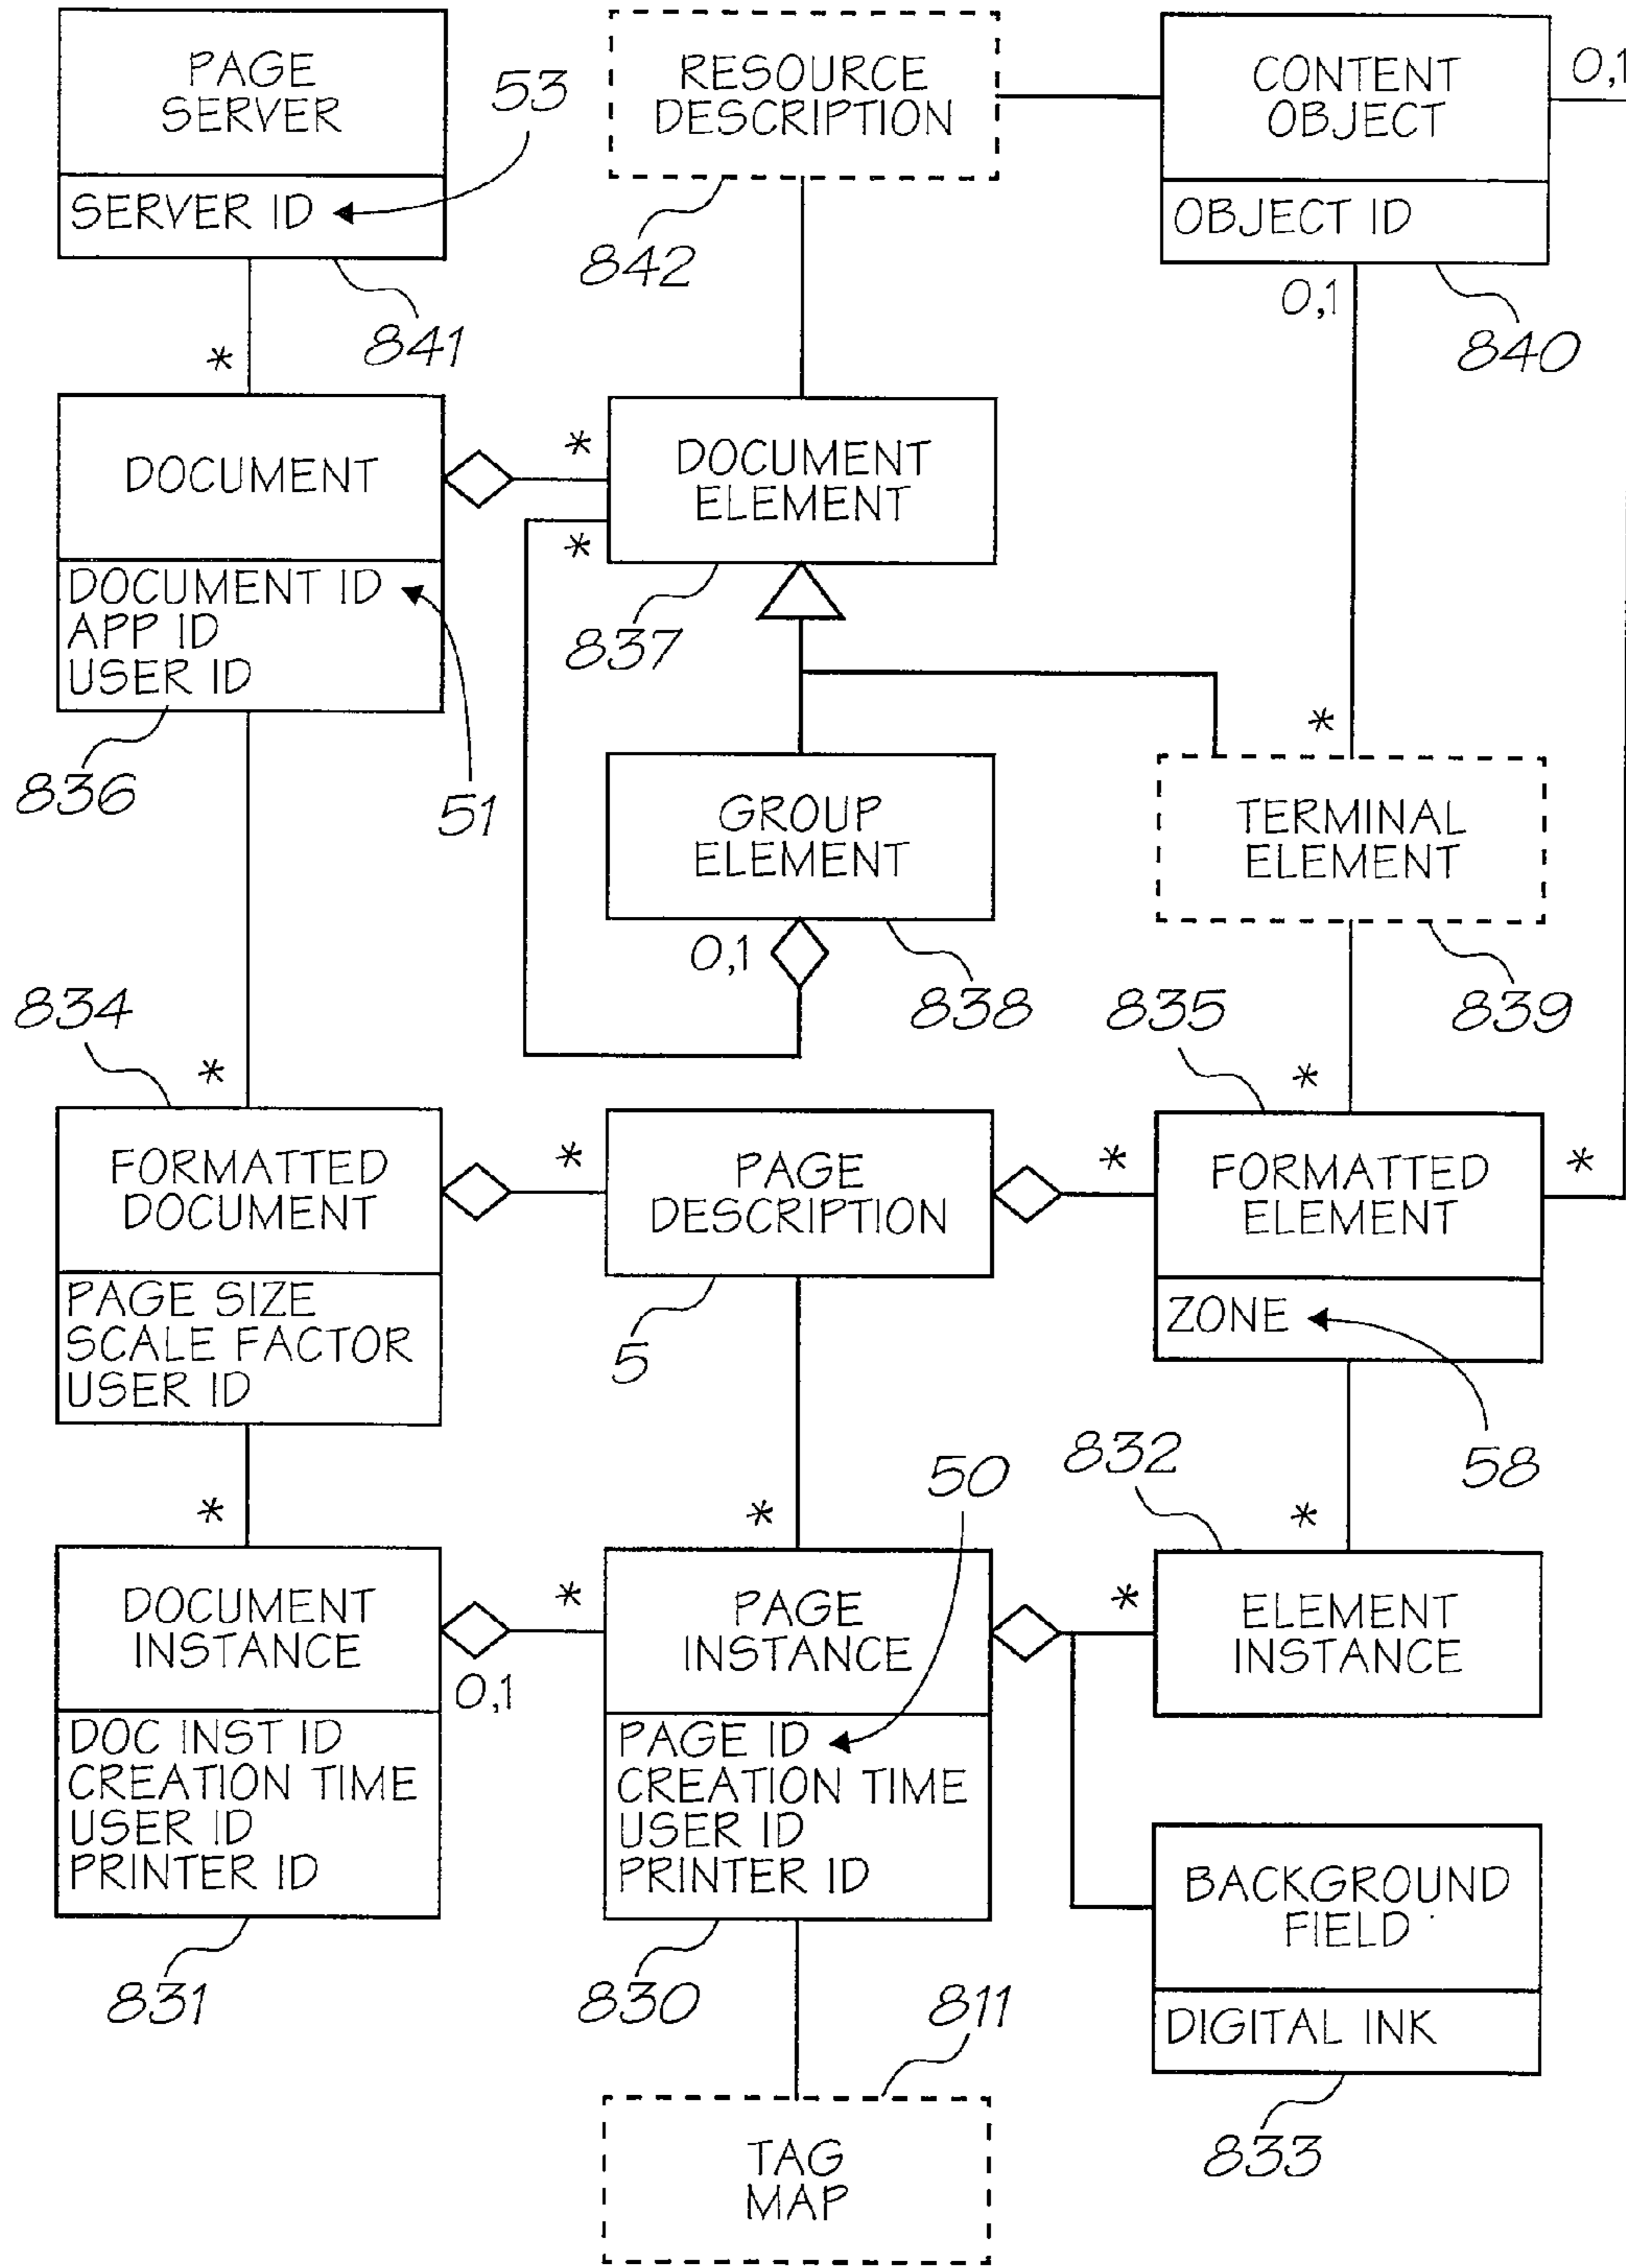 PAGE
SERVER
SERVER ID
53
841
RESOURCE
DESCRIPTION
842
CONTENT
OBJECT
OBJECT ID
0,1
0,1
840
*
DOCUMENT
DOCUMENT ID
APP ID
USER ID
836
51
*
*
DOCUMENT
ELEMENT
837
GROUP
ELEMENT
0,1
838
*
TERMINAL
ELEMENT
839
834
*
FORMATTED
DOCUMENT
PAGE SIZE
SCALE FACTOR
USER ID
*
PAGE
DESCRIPTION
5
835
*
*
FORMATTED
ELEMENT
*
ZONE
58
*
DOCUMENT
INSTANCE
DOC INST ID
CREATION TIME
USER ID
PRINTER ID
831
0,1
*
*
50
PAGE
INSTANCE
PAGE ID
CREATION TIME
USER ID
PRINTER ID
830
832
*
*
ELEMENT
INSTANCE
BACKGROUND
FIELD
DIGITAL INK
833
811
TAG
MAP